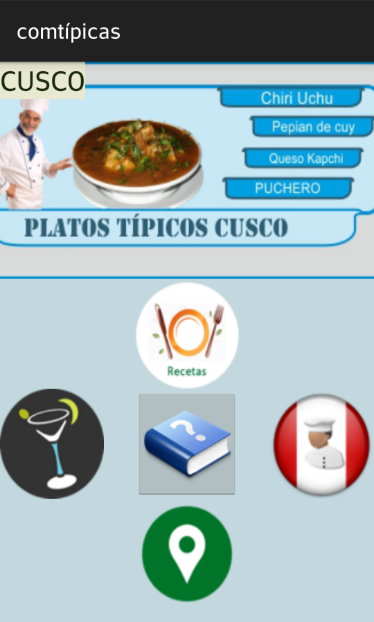 comtípicas
CUSCO
Chiri Uchu
Pepian de cuy
Queso Kapchi
PUCHERO
PLATOS TÍPICOS CUSCO
Recetas
?